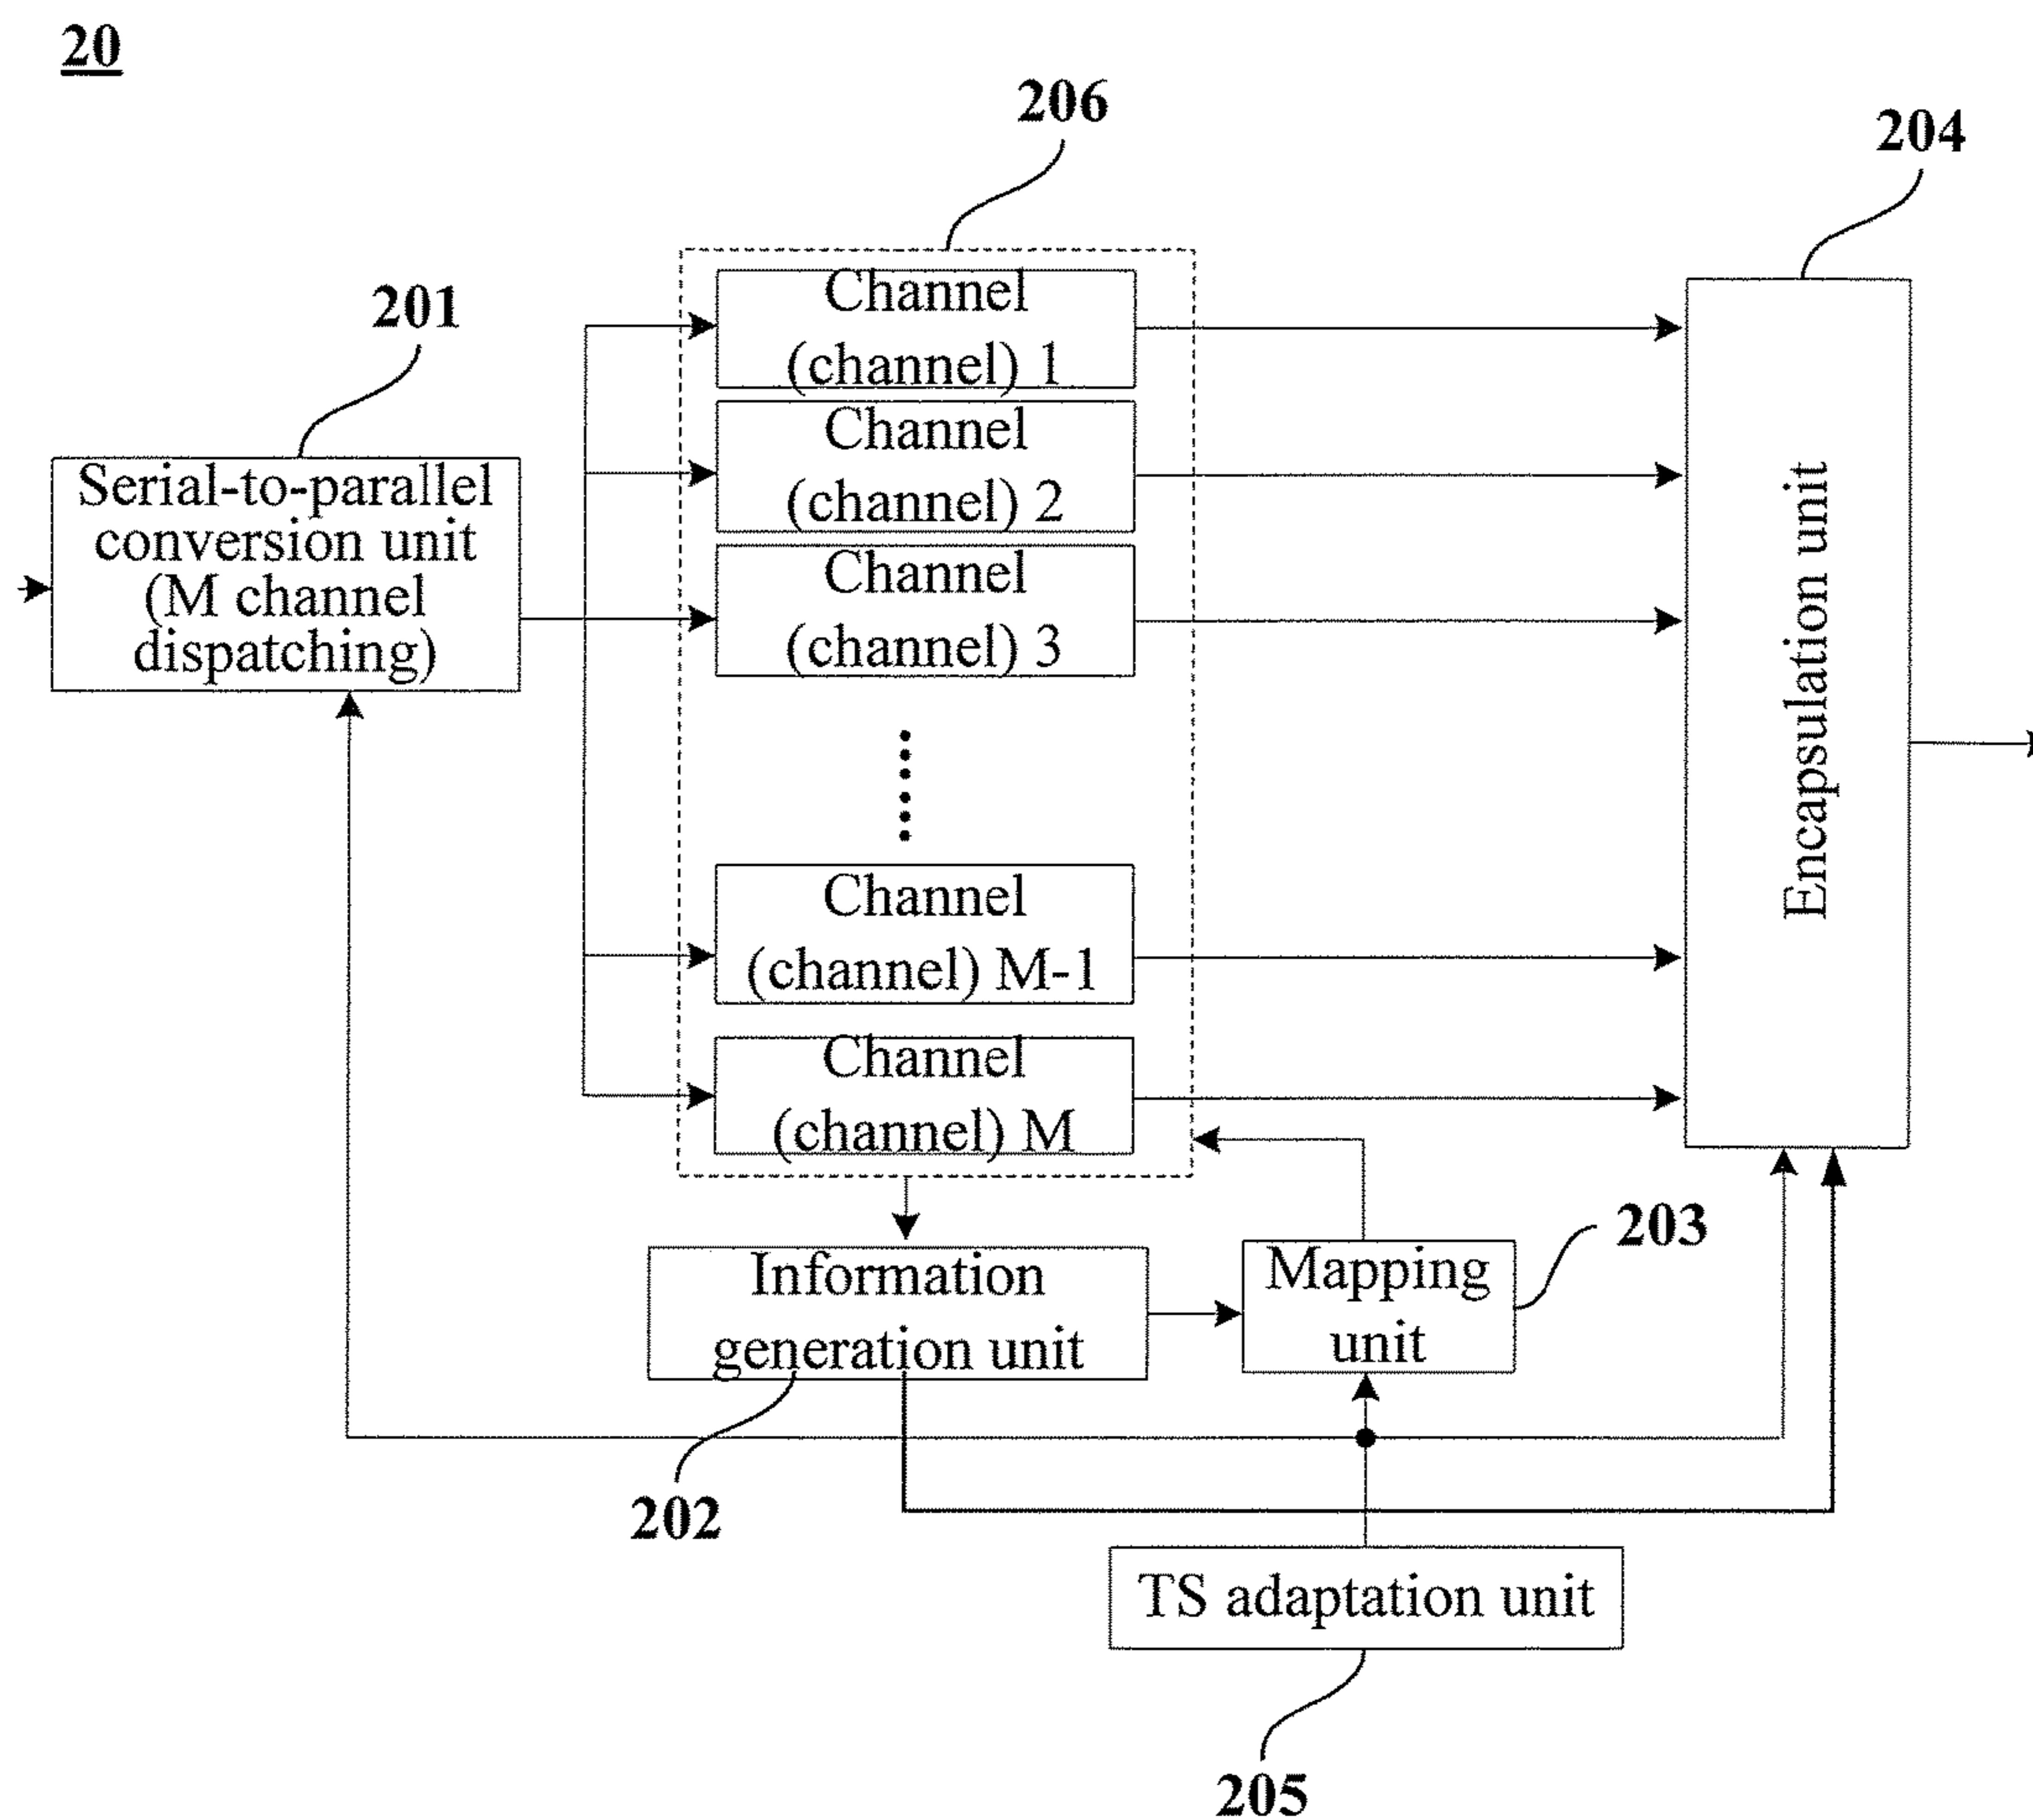 20
206
204
201
Channel
(channel) 1
Channel
(channel) 2
Serial-to-parallel
conversion unit
(M channel
dispatching)
Channel
(channel) 3
Encapsulation unit
Channel
(channel) M-1
Channel
(channel) M
203
Information
generation unit
Mapping
unit
202
TS adaptation unit
205